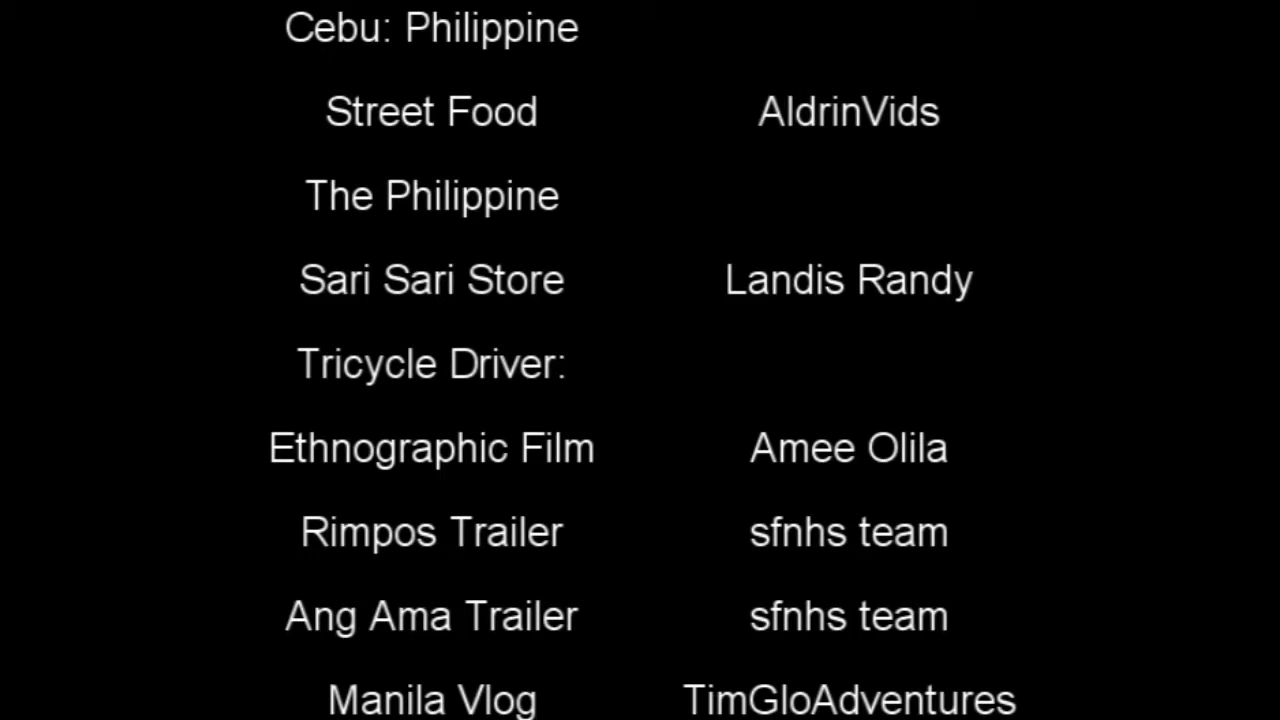 Cebu: Philippine
Street Food AldrinVids
The Philippine
Sari Sari Store Landis Randy
Tricycle Driver:
Ethnographic Film Amee Olila
Rimpos Trailer sfnhs team
Ang Ama Trailer sfnhs team
Manila Vlog TimGloAdventures